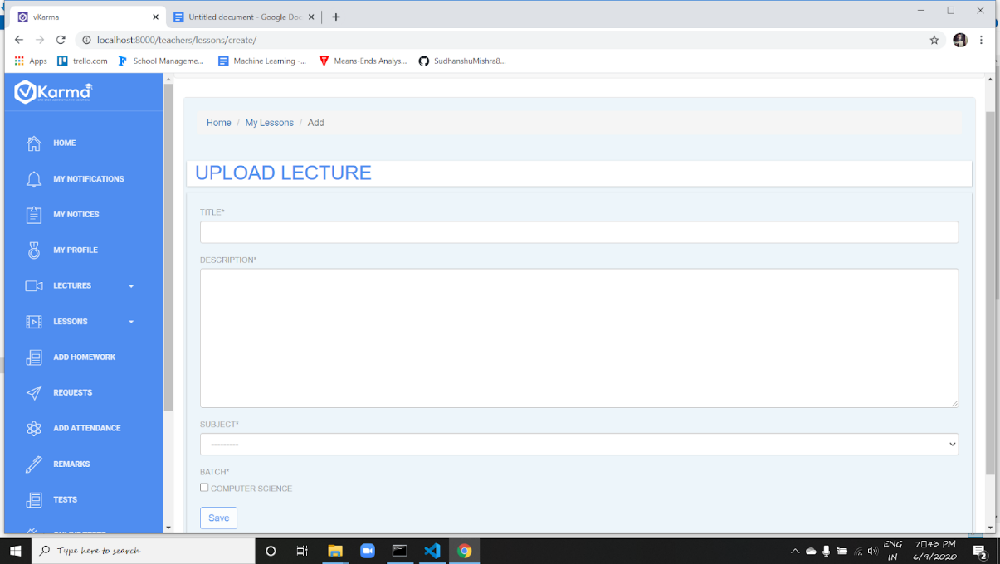 vKarma
Untitled document - Google Doc
localhost:8000/teachers/lessons/create/
Apps
trello.com
School Manageme...
Machine Learning -...
Means-Ends Analys...
SudhanshuMishra8...
Karma
Home / My Lessons / Add
UPLOAD LECTURE
TITLE*
DESCRIPTION*
SUBJECT*
---------
BATCH*
COMPUTER SCIENCE
Save
HOME
MY NOTIFICATIONS
MY NOTICES
MY PROFILE
LECTURES
LESSONS
ADD HOMEWORK
REQUESTS
ADD ATTENDANCE
REMARKS
TESTS
Type here to search
ENG
IN
7□43 PM
6/9/2020
2